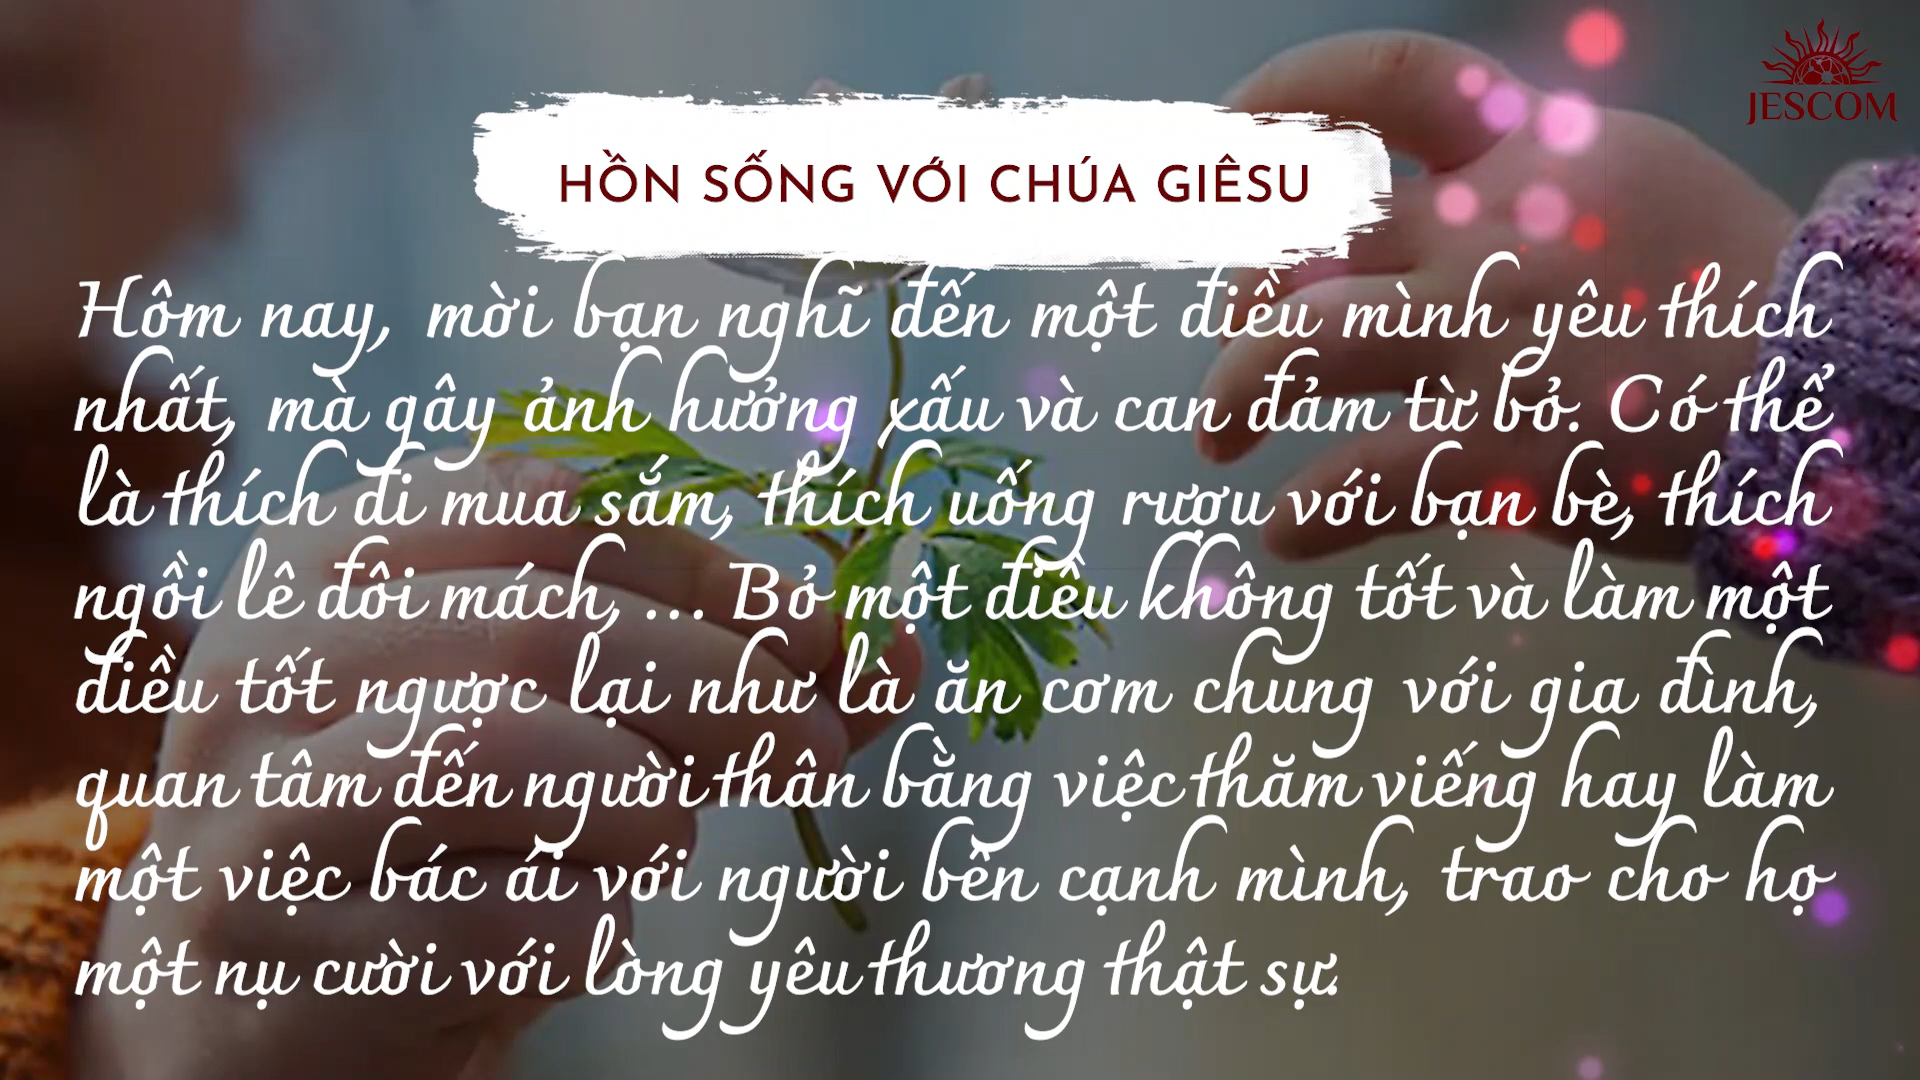 JESCOM
HỒN SỐNG VỚI CHÚA GIÊSU
Hôm nay, mời bạn nghĩ đến một điều mình yêu thích
nhất, mà gây ảnh hưởng xấu và can đảm từ bỏ. Có thể
là thích đi mua sắm, thích uống rượu với bạn bè, thích
ngồi lê đôi mách, ... Bỏ một điều không tốt và làm một
điều tốt ngược lại như là ăn cơm chung với gia đình,
quan tâm đến người thân bằng việc thăm viếng hay làm
một việc bác ái với người bên cạnh mình, trao cho họ
một nụ cười với lòng yêu thương thật sự.